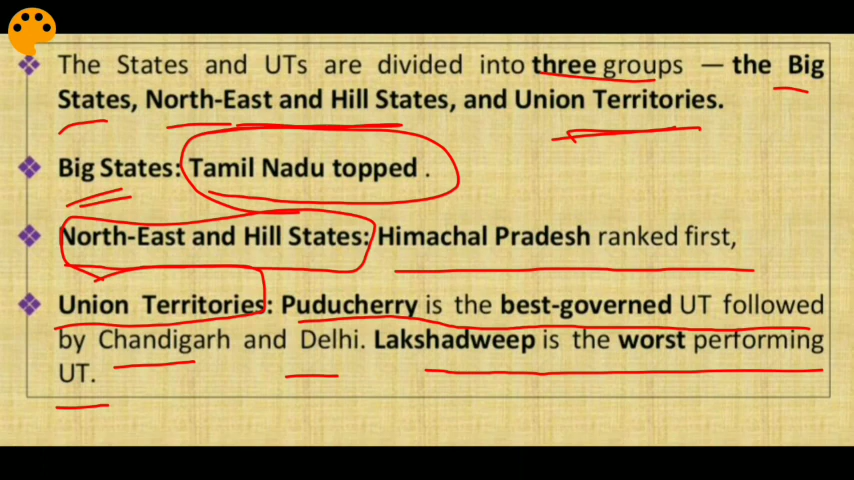 The States and UTs are divided into three groups — the Big
States, North-East and Hill States, and Union Territories.
Big States: Tamil Nadu topped .
North-East and Hill States: Himachal Pradesh ranked first,
Union Territories: Puducherry is the best-governed UT followed
by Chandigarh and Delhi. Lakshadweep is the worst performing
UT.